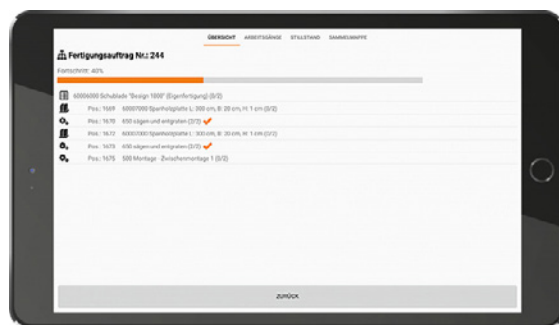 ÜBERSICHT ARBEITSGÄNGE STILLSTAND SAMMELMAPPE
Fertigungsauftrag Nr.: 244
Fortschritt: 40%
60006000 Schublade "Design 1000" (Eigenfertigung) (0/2)
Pos.: 1669 60007000 Spanholzplatte L: 300 cm, B: 20 cm, H: 1 cm (0/2)
Pos.: 1670 650 sägen und entgraten (2/2)
Pos.: 1672 60007000 Spanholzplatte L: 300 cm, B: 20 cm, H: 1 cm (0/2)
Pos.: 1673 650 sägen und entgraten (2/2)
Pos.: 1675 500 Montage - Zwischenmontage 1 (0/2)
ZURÜCK